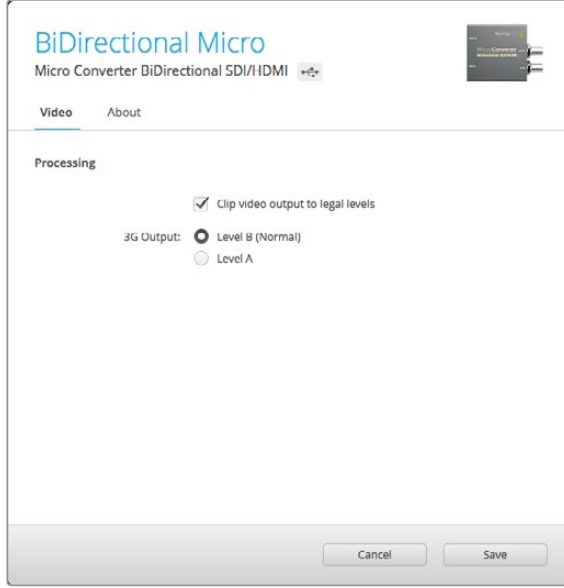 BiDirectional Micro
Micro Converter BiDirectional SDI/HDMI
Video About
Processing
Clip video output to legal levels
3G Output: Level B (Normal)
Level A
Cancel Save